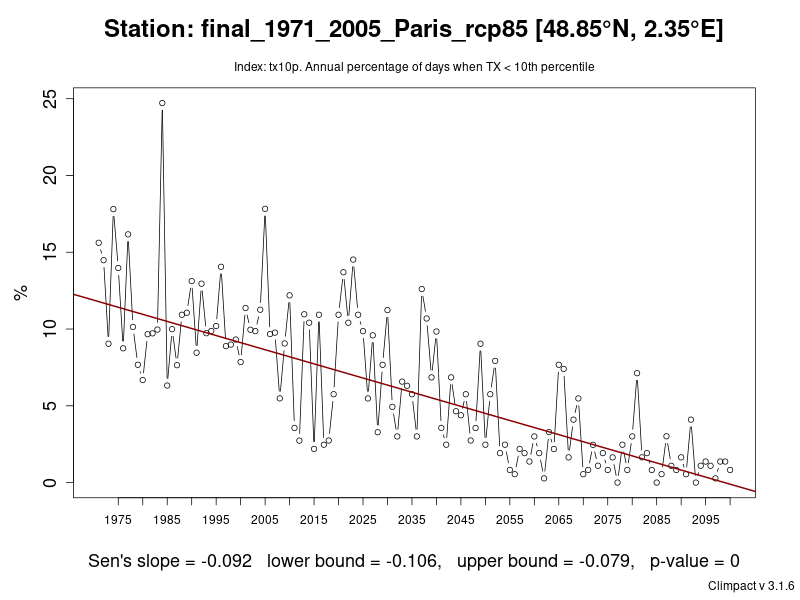 Station: final_1971_2005_Paris_rcp85 [48.85°N, 2.35°E]
Index: tx10p. Annual percentage of days when TX < 10th percentile
25
20
15
10
5
0
%
1975 1985 1995 2005 2015 2025 2035 2045 2055 2065 2075 2085 2095
Sen's slope = -0.092 lower bound = -0.106, upper bound = -0.079, p-value = 0
Climpact v 3.1.6